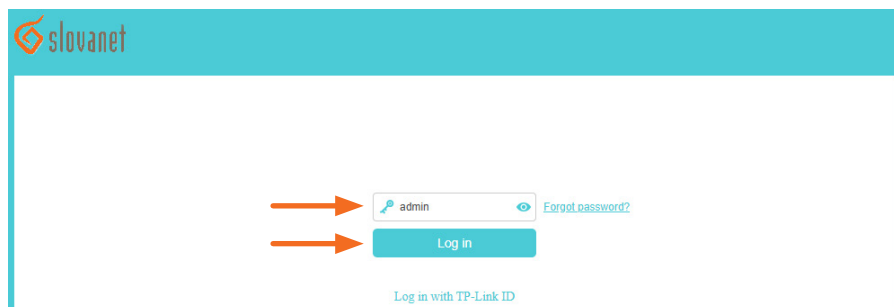 slovanet
admin Forgot password?
Log in
Log in with TP-Link ID